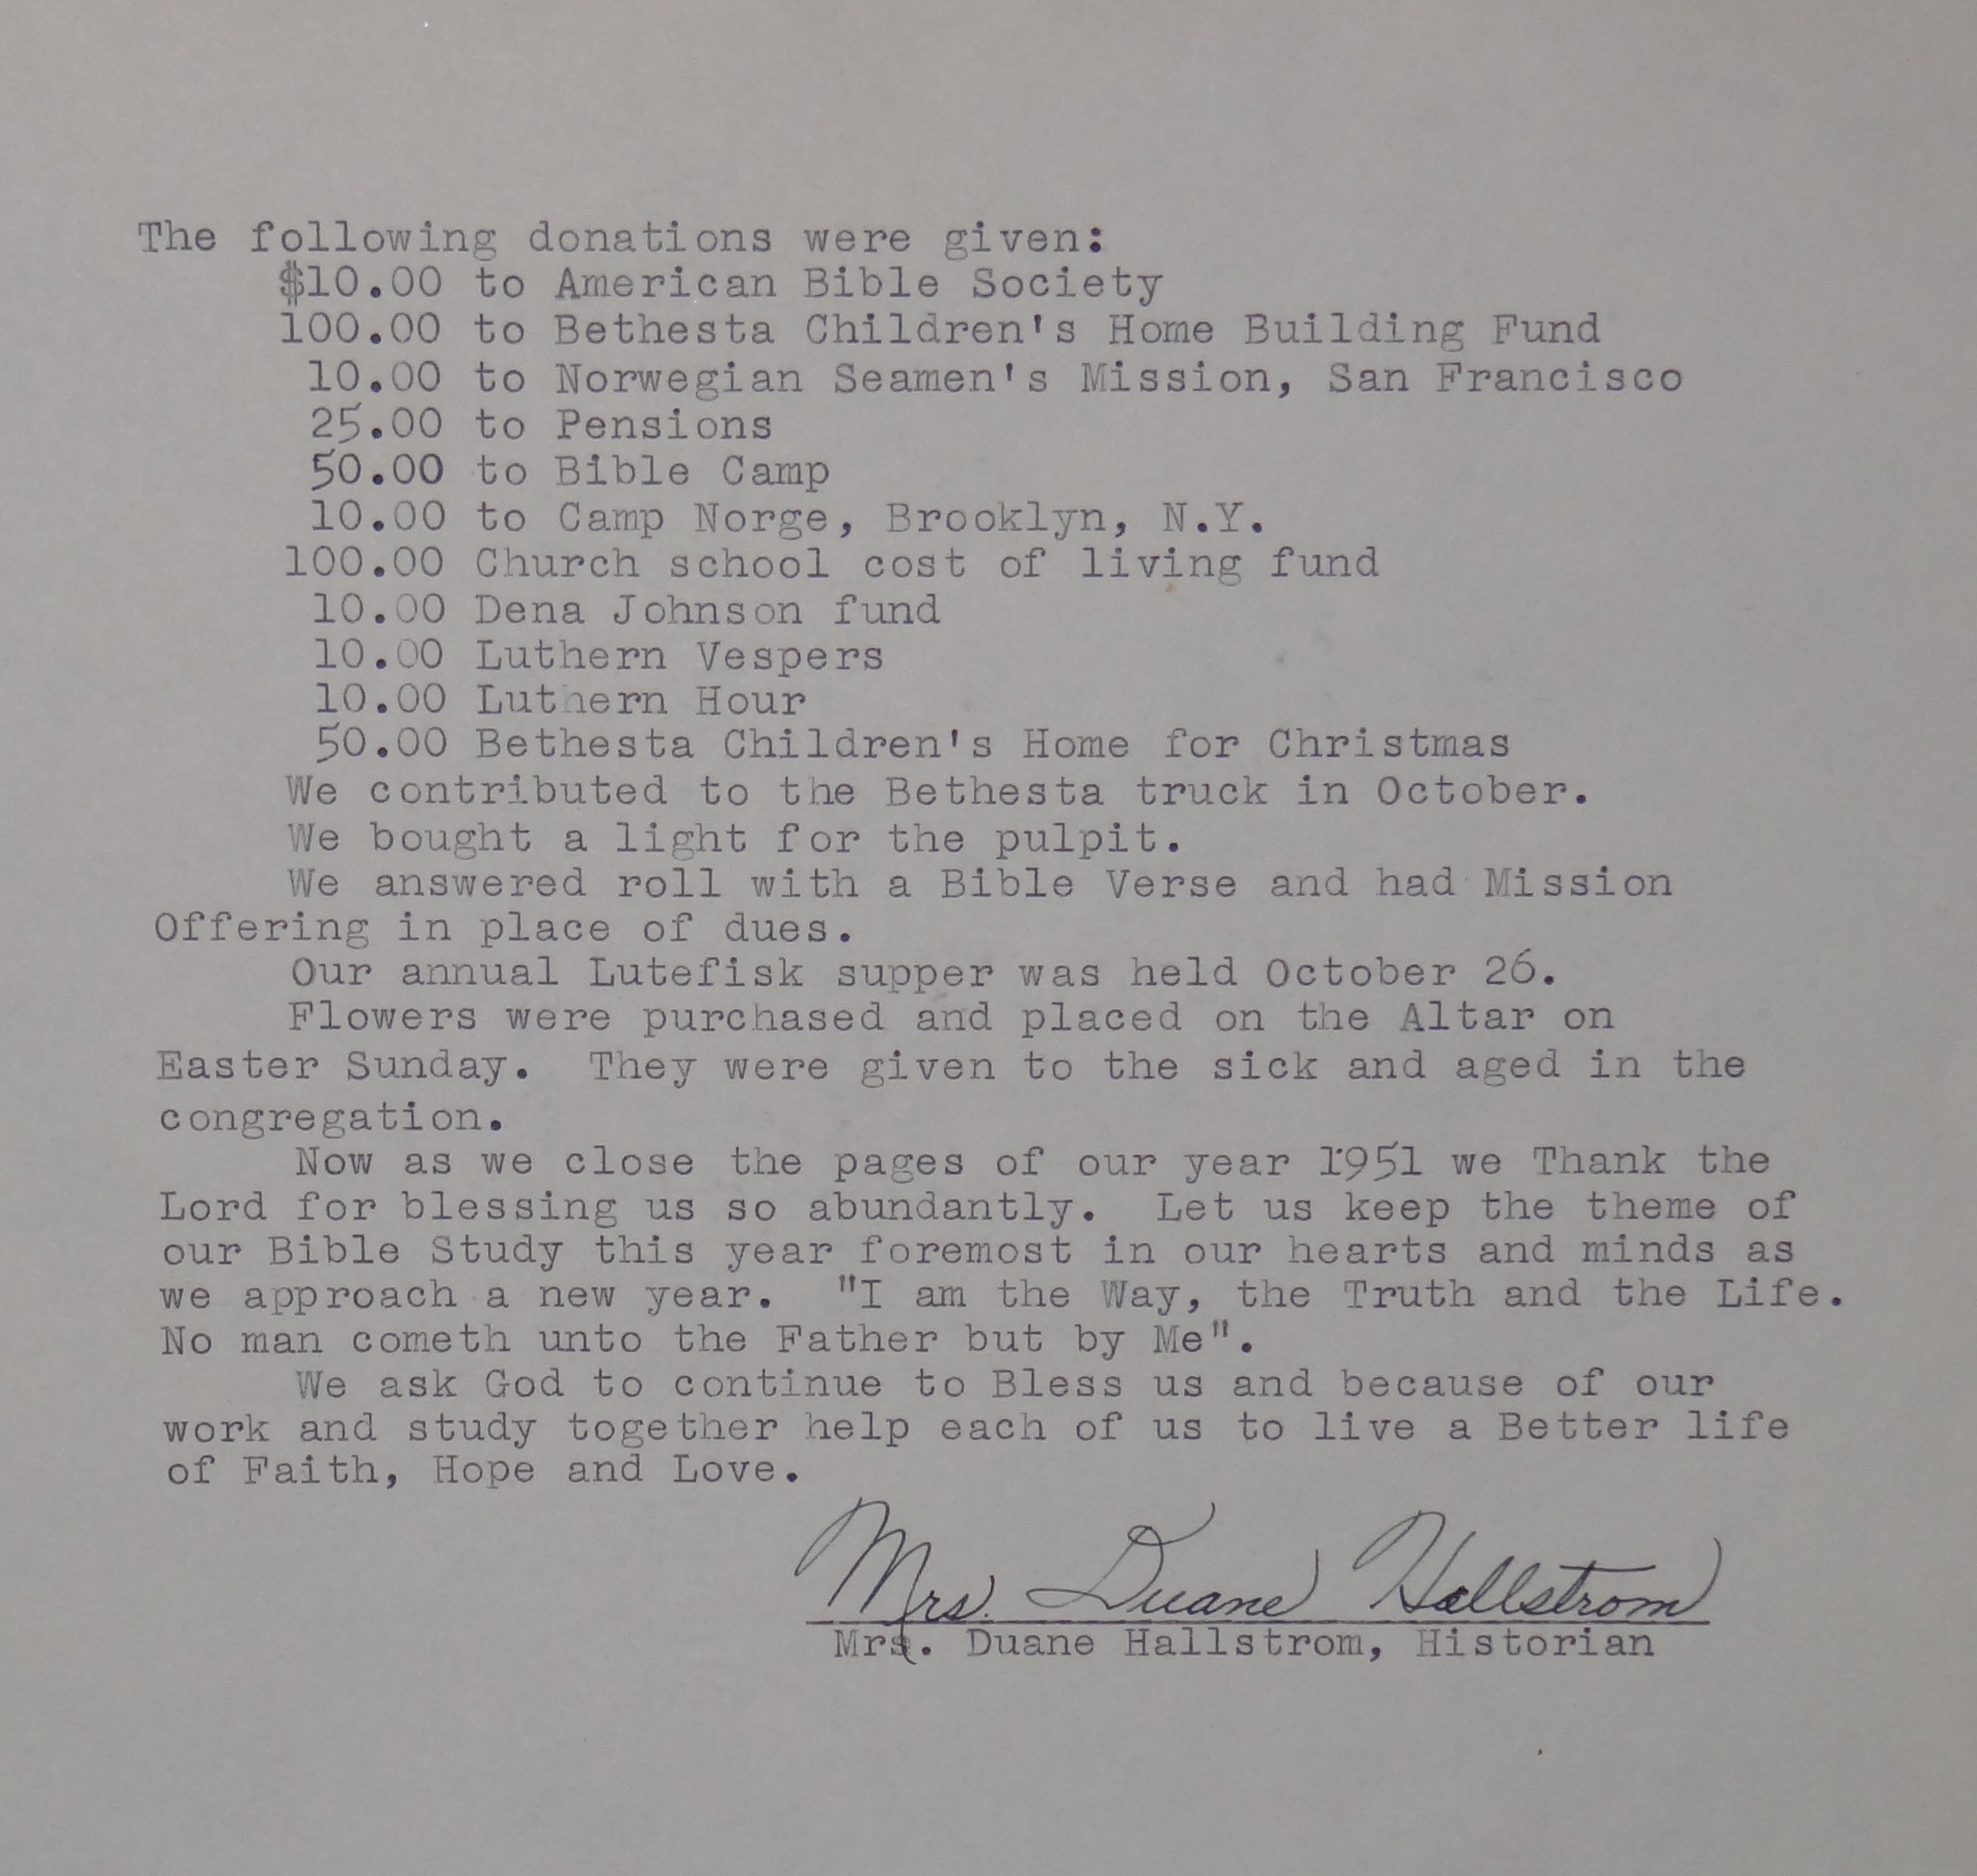 The following donations were given:
$10.00 to American Bible Society
100.00 to Bethesta Children's Home Building Fund
10.00 to Norwegian Seamen's Mission, San Francisco
25.00 to Pensions
50.00 to Bible Camp
10.00 to Camp Norge, Brooklyn, N.Y.
100.00 Church school cost of living fund
10.00 Dena Johnson fund
10.00 Luthern Vespers
10.00 Luthern Hour
50.00 Bethesta Children's Home for Christmas
We contributed to the Bethesta truck in October.
We bought a light for the pulpit.
We answered roll with a Bible Verse and had Mission
Offering in place of dues.
Our annual Lutefisk supper was held October 26.
Flowers were purchased and placed on the Altar on
Easter Sunday. They were given to the sick and aged in the
congregation.
Now as we close the pages of our year 1951 we Thank the
Lord for blessing us so abundantly. Let us keep the theme of
our Bible Study this year foremost in our hearts and minds as
we approach a new year. "I am the Way, the Truth and the Life.
No man cometh unto the Father but by Me".
We ask God to continue to Bless us and because of our
work and study together help each of us to live a Better life
of Faith, Hope and Love.
Mrs. Duane Hallstrom
Mrs. Duane Hallstrom, Historian